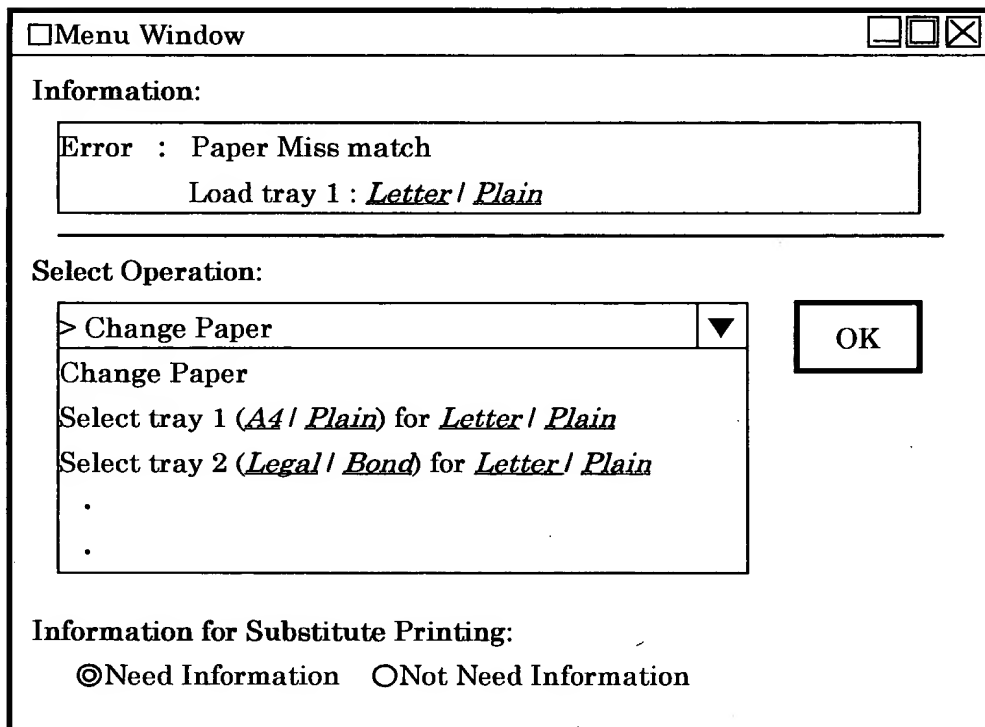 Menu Window
Information:
Error : Paper Miss match
Load tray 1 : Letter / Plain
Select Operation:
> Change Paper
OK
Change Paper
Select tray 1 (A4 / Plain) for Letter / Plain
Select tray 2 (Legal / Bond) for Letter / Plain
.
.
Information for Substitute Printing:
◎Need Information ○Not Need Information